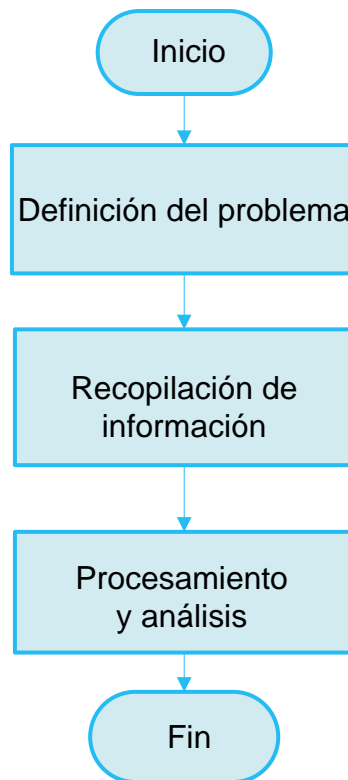 Inicio
Definición del problema
Recopilación de
información
Procesamiento
y análisis
Fin